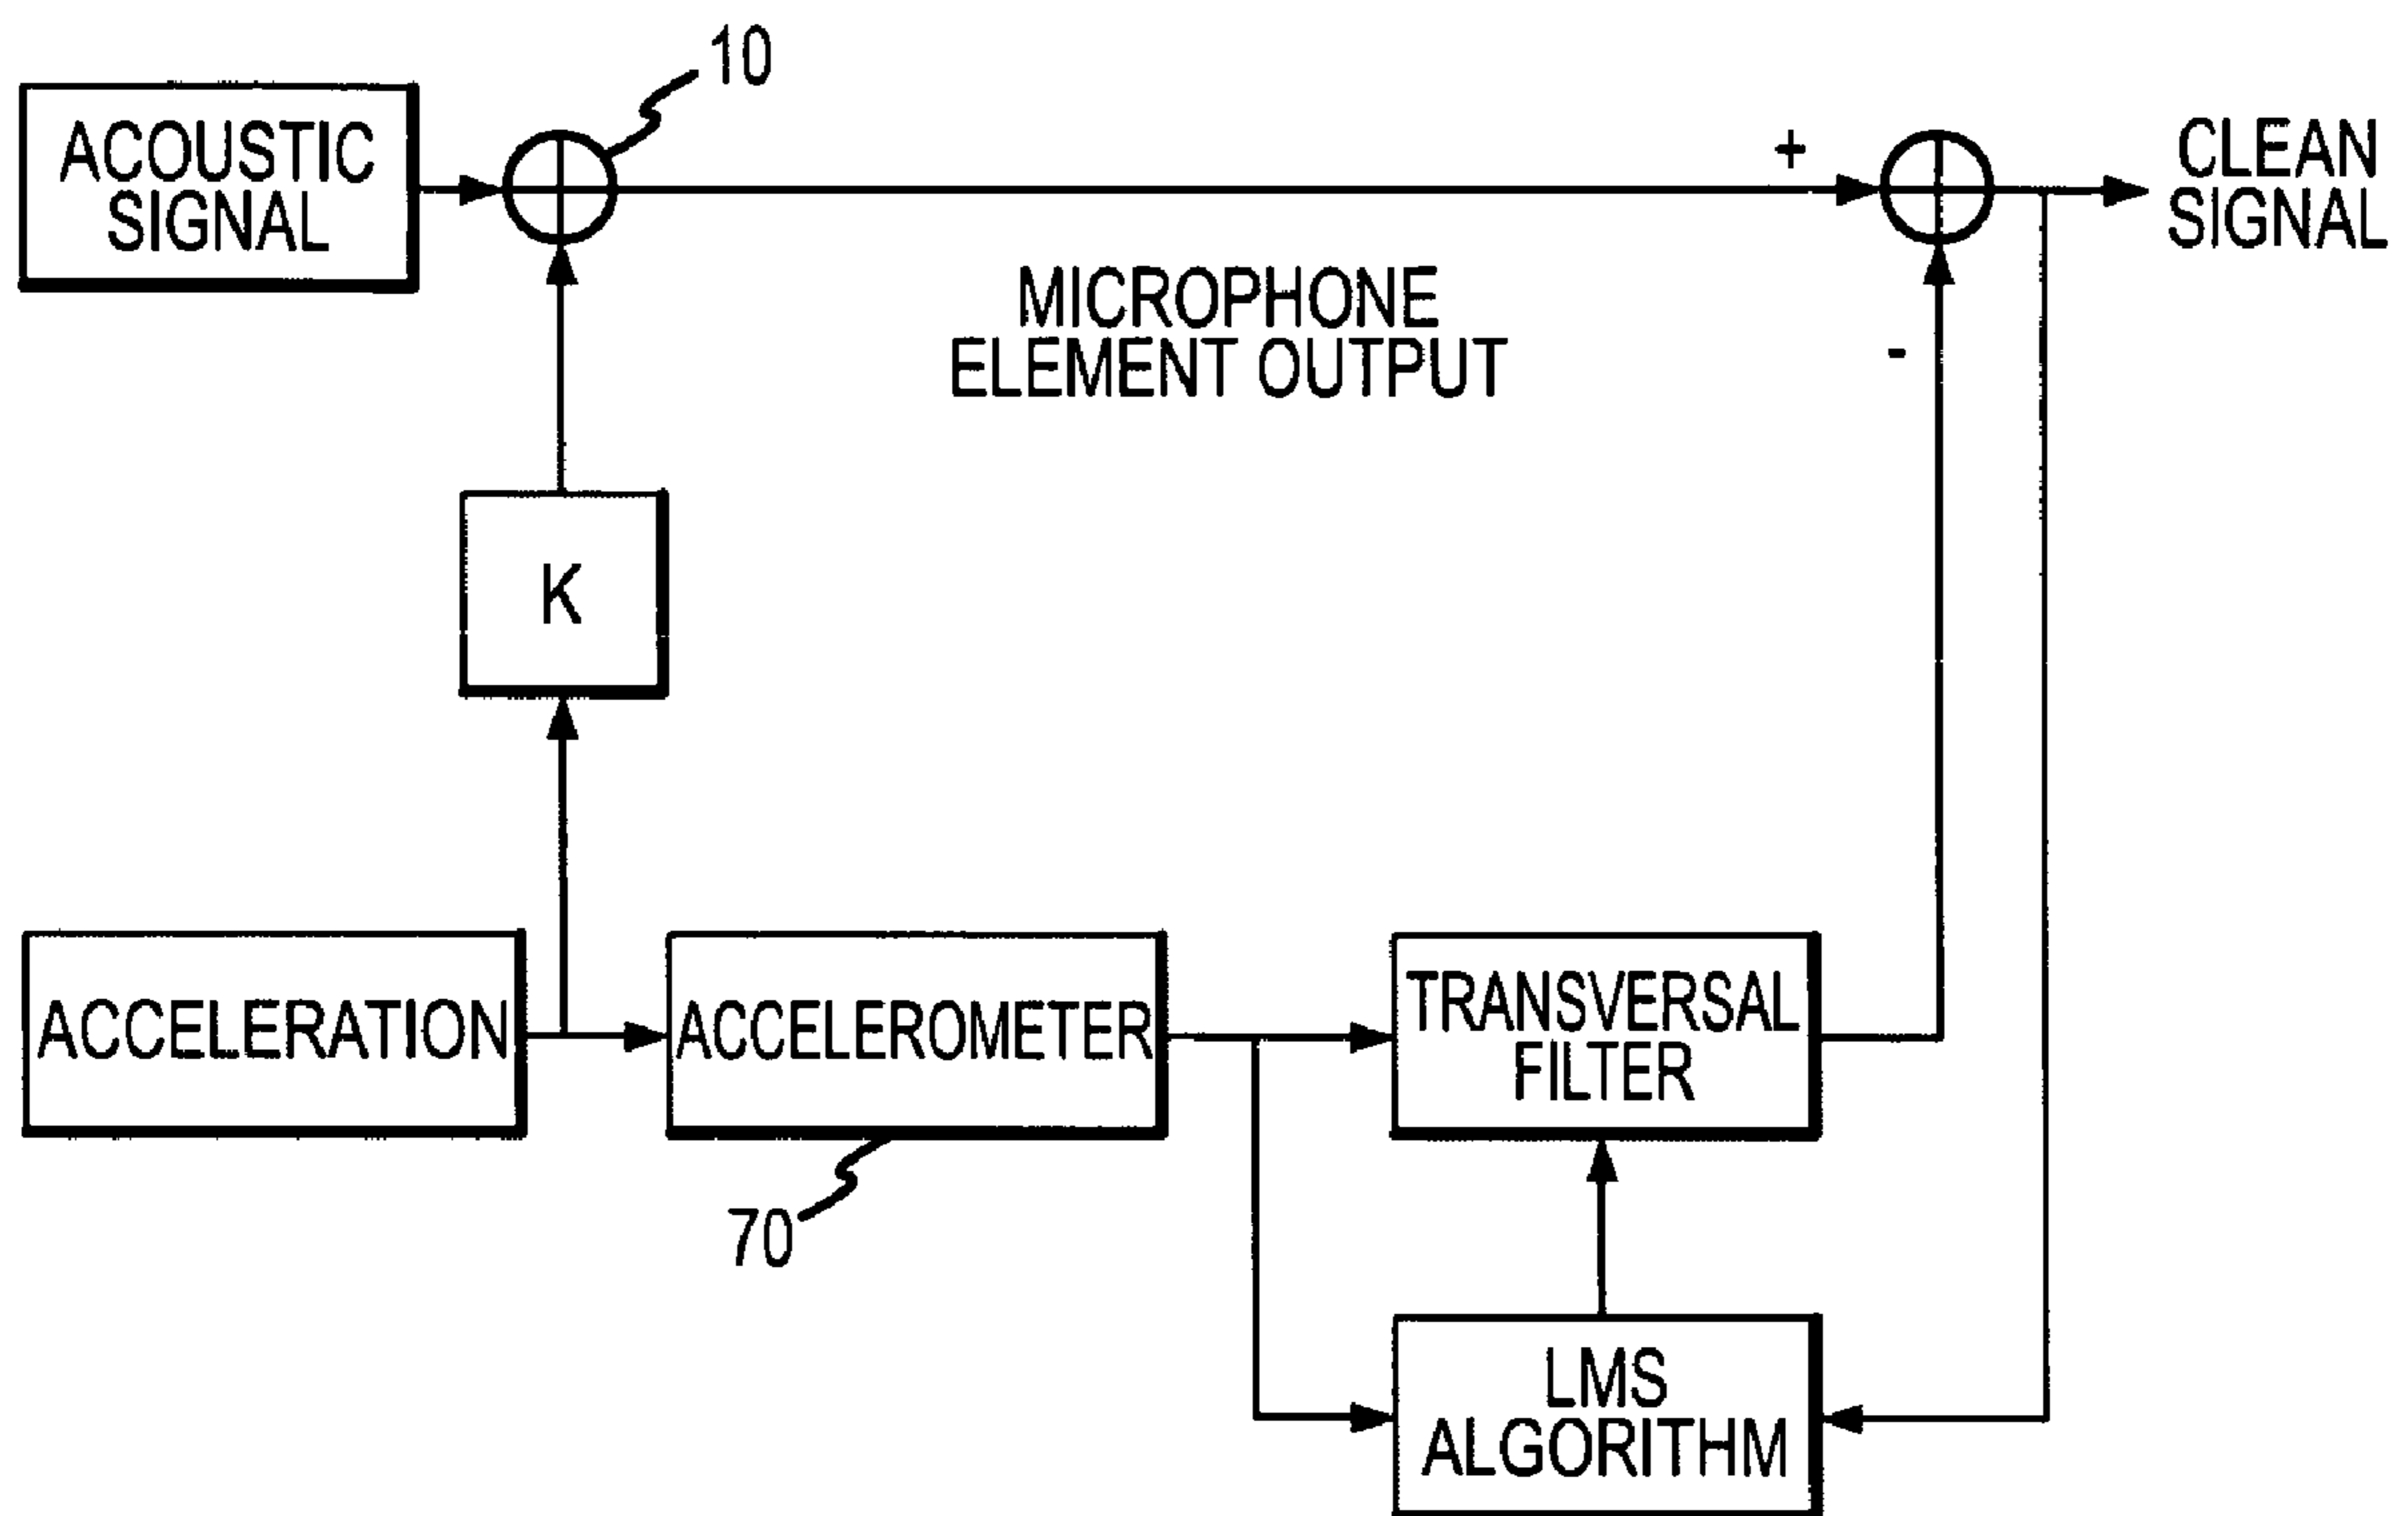 10
ACOUSTIC
SIGNAL
+
CLEAN
SIGNAL
MICROPHONE
ELEMENT OUTPUT
-
K
ACCELERATION
ACCELEROMETER
TRANSVERSAL
FILTER
70
LMS
ALGORITHM